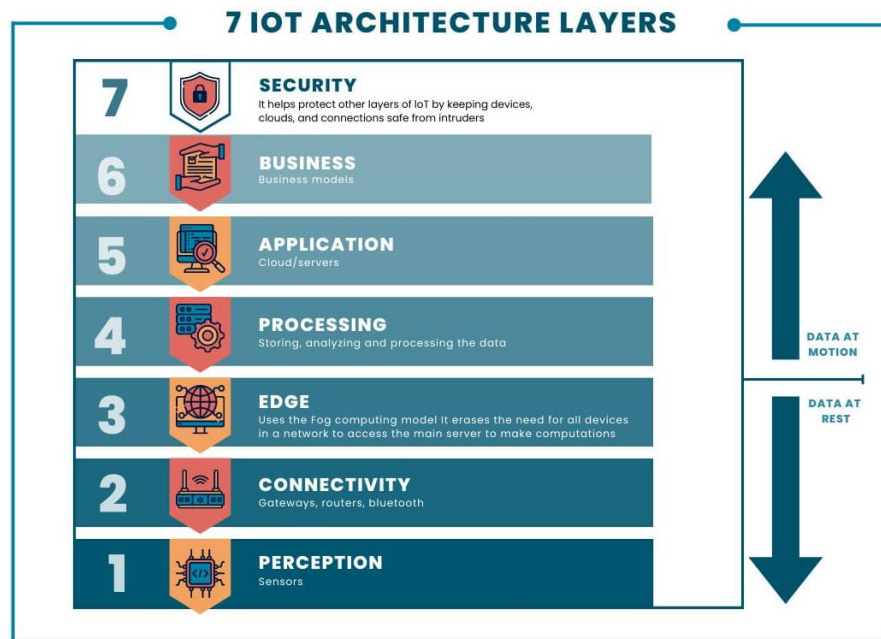 7 IOT ARCHITECTURE LAYERS
7
SECURITY
It helps protect other layers of IoT by keeping devices,
clouds, and connections safe from intruders
6
BUSINESS
Business models
5
APPLICATION
Cloud/servers
4
PROCESSING
Storing, analyzing and processing the data
DATA AT
MOTION
3
EDGE
Uses the Fog computing model It erases the need for all devices
in a network to access the main server to make computations
DATA AT
REST
2
CONNECTIVITY
Gateways, routers, bluetooth
1
</>
PERCEPTION
Sensors